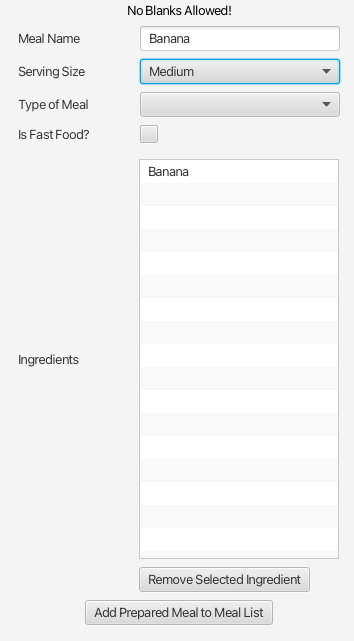 No Blanks Allowed!
Meal Name Banana
Serving Size Medium
Type of Meal
Is Fast Food?
Banana
Ingredients
Remove Selected Ingredient
Add Prepared Meal to Meal List